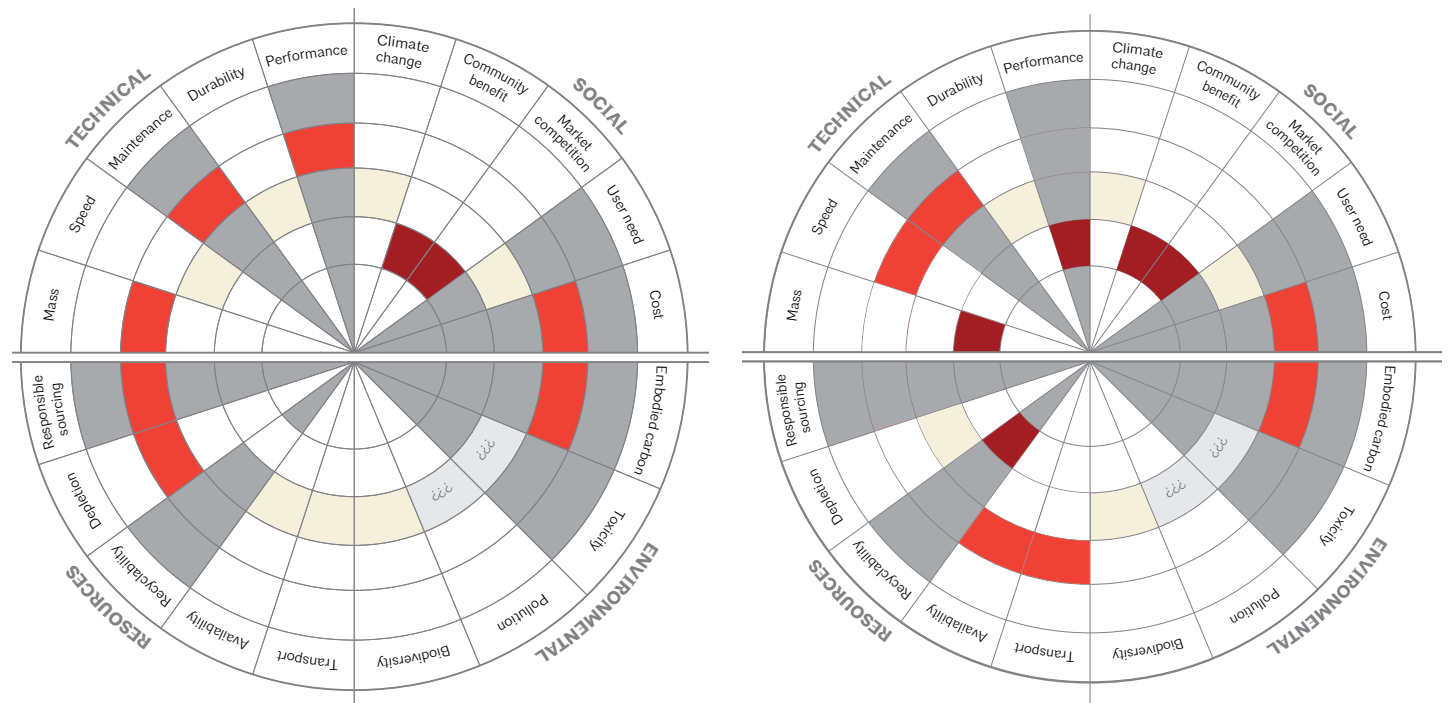 TECHNICAL
SOCIAL
Performance
Climate
change
Durability
Community
benefit
Maintenance
Market
competition
Speed
User need
Mass
Cost
Responsible
sourcing
Embodied carbon
Depletion
Toxicity
Recyclability
Pollution
Availability
Transport
Biodiversity
???
???
RESOURCES
ENVIRONMENTAL
TECHNICAL
SOCIAL
Performance
Climate
change
Durability
Community
benefit
Maintenance
Market
competition
Speed
User need
Mass
Cost
Responsible
sourcing
Embodied carbon
Depletion
Toxicity
Recyclability
Pollution
Availability
Transport
Biodiversity
???
???
RESOURCES
ENVIRONMENTAL